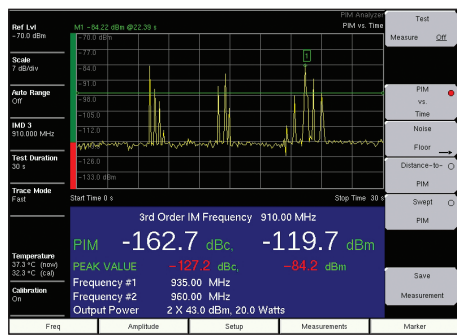 PIM Analyzer
Ref Lvl
-70.0 dBm
M1 -84.22 dBm @22.39 s
PIM vs. Time
-70.0 dBm
Scale
7 dB/div
-77.0
-84.0
-91.0
Auto Range
Off
-98.0
-105.0
IMD 3
910.000 MHz
-112.0
Test Duration
30 s
-126.0
-133.0 dBm
Trace Mode
Fast
Start Time 0 s
Stop Time 30 s
1
3rd Order IM Frequency 910.00 MHz
PIM -162.7 dBc, -119.7 dBm
PEAK VALUE -127.2 dBc, -84.2 dBm
Frequency #1 935.00 MHz
Frequency #2 960.00 MHz
Output Power 2 X 43.0 dBm, 20.0 Watts
Temperature
37.3 °C (now)
32.3 °C (cal)
Calibration
On
Test
Measure Off
PIM
vs.
Time
Noise
Floor
Distance-to-
PIM
Swept
PIM
Save
Measurement
Freq Amplitude Setup Measurements Marker